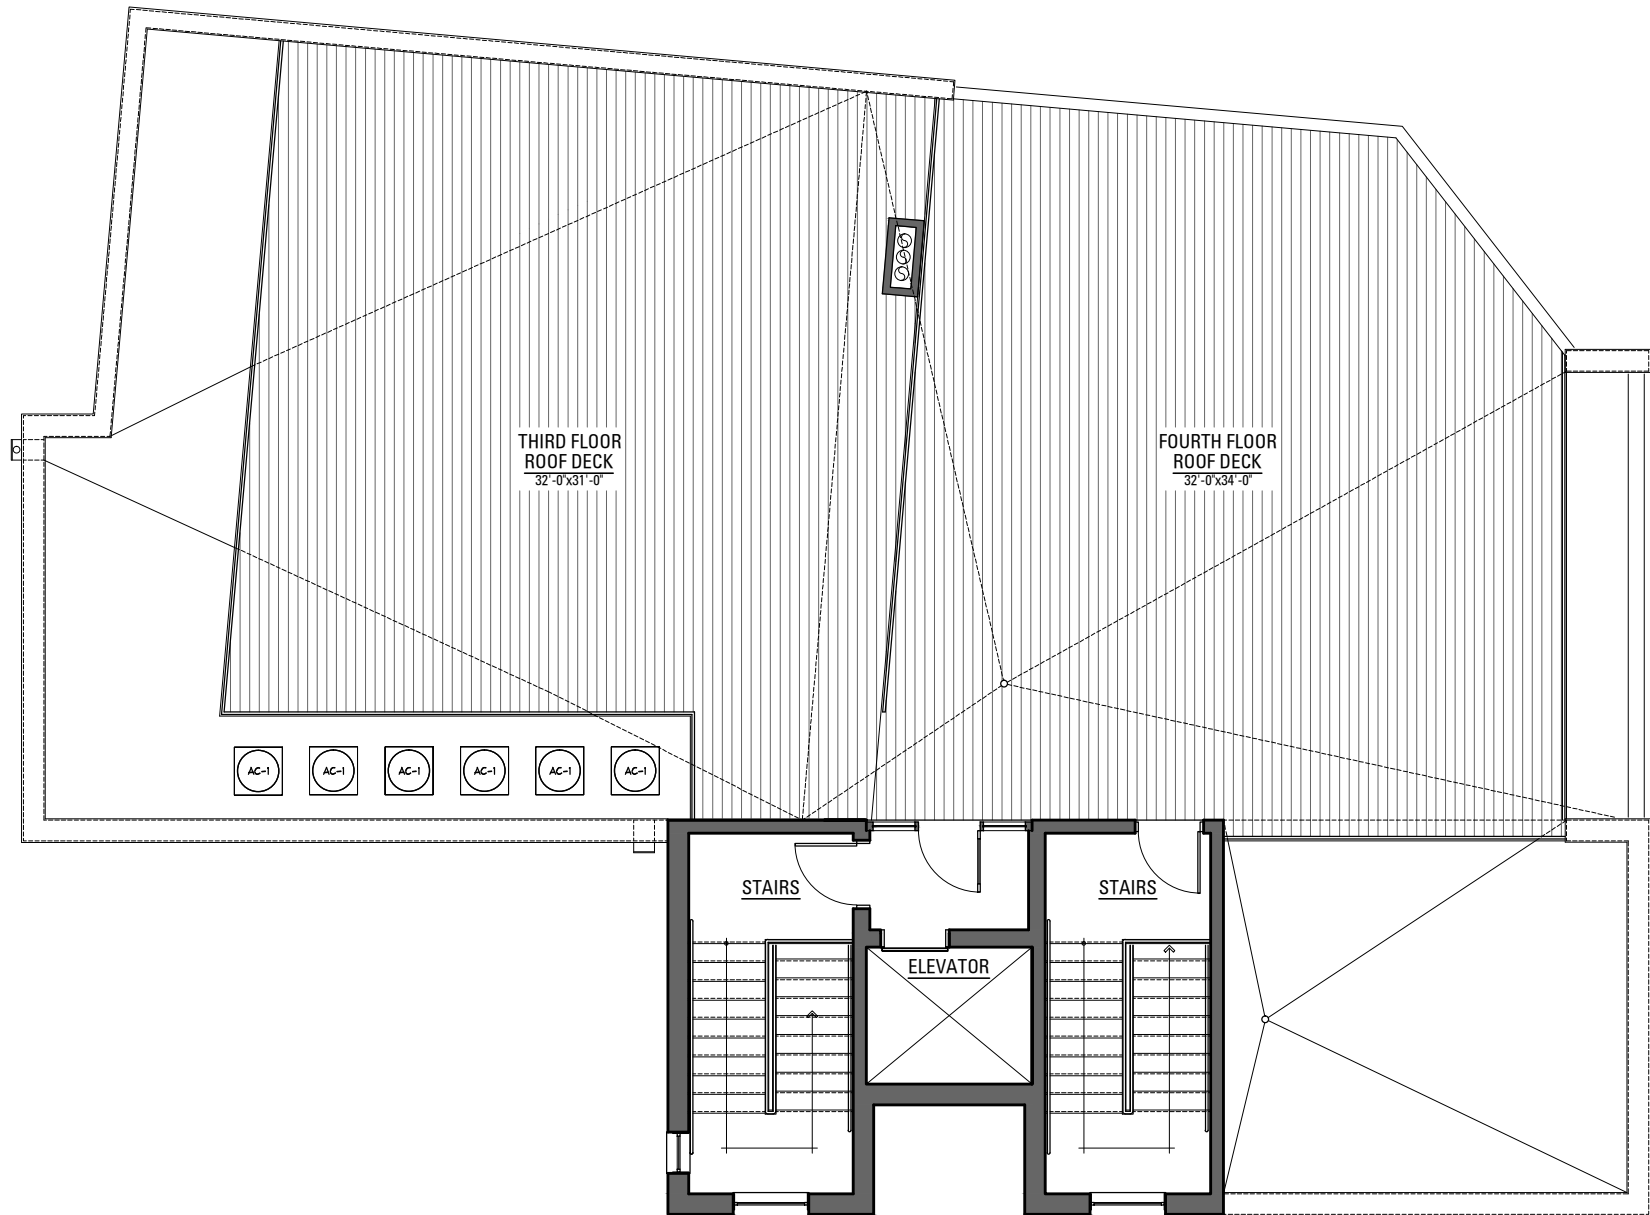 THIRD FLOOR
ROOF DECK
32'-0"x31'-0"
FOURTH FLOOR
ROOF DECK
32'-0"x34'-0"
AC-1
AC-1
AC-1
AC-1
AC-1
AC-1
STAIRS
STAIRS
ELEVATOR